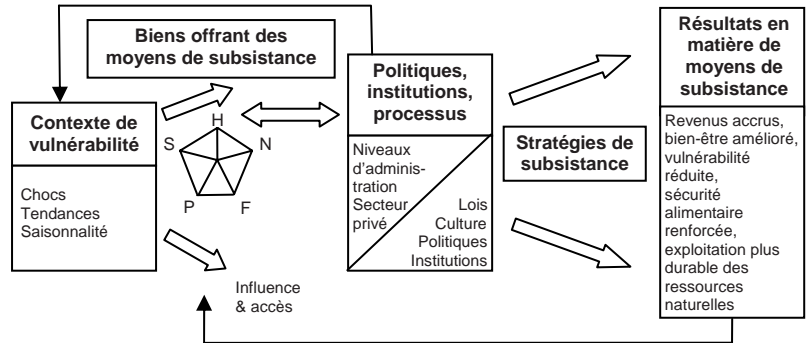 Biens offrant des
moyens de subsistance
Contexte de
vulnérabilité
Chocs
Tendances
Saisonnalité
H
S
N
P
F
Influence
& accès
Politiques,
institutions,
processus
Niveaux
d'adminis-
tration
Secteur
privé
Lois
Culture
Politiques
Institutions
Stratégies de
subsistance
Résultats en
matière de
moyens de
subsistance
Revenus accrus,
bien-être amélioré,
vulnérabilité
réduite,
sécurité
alimentaire
renforcée,
exploitation plus
durable des
ressources
naturelles